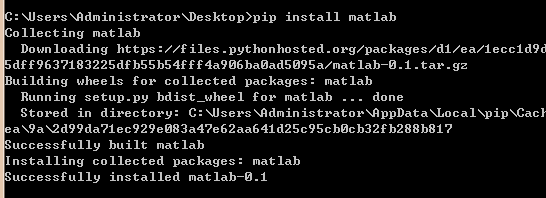 C:\Users\Administrator\Desktop>pip install matlab
Collecting matlab
  Downloading https://files.pythonhosted.org/packages/d1/ea/1ecc1d9d
5dff9637183225dfb55b54fff4a906ba0ad5095a/matlab-0.1.tar.gz
Building wheels for collected packages: matlab
  Running setup.py bdist_wheel for matlab ... done
  Stored in directory: C:\Users\Administrator\AppData\Local\pip\Cach
ea\9a\2d99da71ec929e083a47e62aa641d25c95cb0cb32fb288b817
Successfully built matlab
Installing collected packages: matlab
Successfully installed matlab-0.1